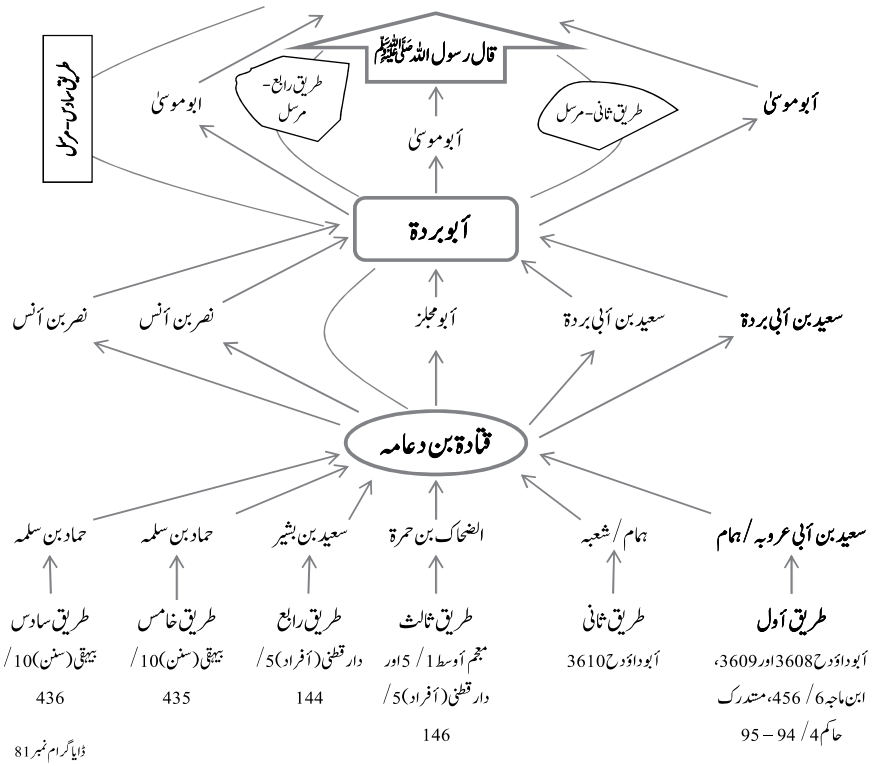 قال رسول الله ﷺ
طریق سادس-مرسل
طریق رابع-
مرسل
طریق ثانی-مرسل
أبو موسیٰ
ابو موسیٰ
أبو موسیٰ
أبو بردة
سعید بن أبی بردة
سعید بن أبی بردة
أبو مجلز
نصر بن أنس
نصر بن أنس
قتادة بن دعامہ
سعید بن أبی عروبہ / ہمام
ہمام / شعبہ
الضحاک بن حمرة
سعید بن بشیر
حماد بن سلمہ
حماد بن سلمہ
طریق أول
أبو داؤد ح 3608 اور 3609،
ابن ماجہ 6/ 456، مستدرک
حاکم 4/ 94 – 95
طریق ثانی
أبو داؤد ح 3610
طریق ثالث
معجم أوسط 1/ 5 اور
دار قطنی (أفراد) 5/
146
طریق رابع
دار قطنی (أفراد) 5/
144
طریق خامس
بیہقی (سنن) 10/
435
طریق سادس
بیہقی (سنن) 10/
436
ڈایاگرام نمبر 81